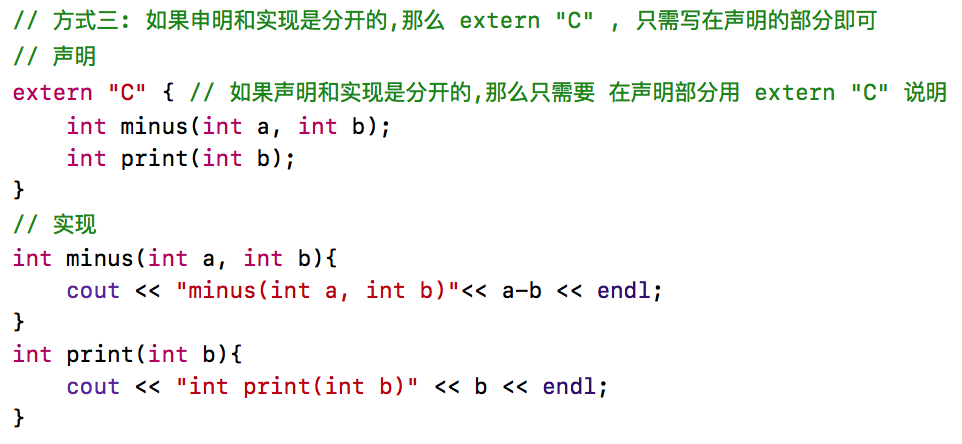 // 方式三: 如果申明和实现是分开的,那么 extern "C" , 只需写在声明的部分即可
// 声明
extern "C" { // 如果声明和实现是分开的,那么只需要 在声明部分用 extern "C" 说明
    int minus(int a, int b);
    int print(int b);
}
// 实现
int minus(int a, int b){
    cout << "minus(int a, int b)"<< a-b << endl;
}
int print(int b){
    cout << "int print(int b)" << b << endl;
}